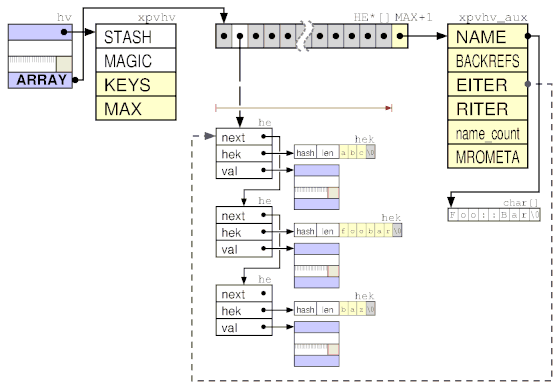 hv
xpvhv
HE*[] MAX+1
xpvhv_aux
STASH
MAGIC
KEYS
MAX
ARRAY
NAME
BACKREFS
EITER
RITER
name_count
MROMETA
he
next
hek
val
hek
hash len a b c \0
char[]
F o o : : B a r \0
he
next
hek
val
hek
hash len f o o b a r \0
he
next
hek
val
hek
hash len b a z \0